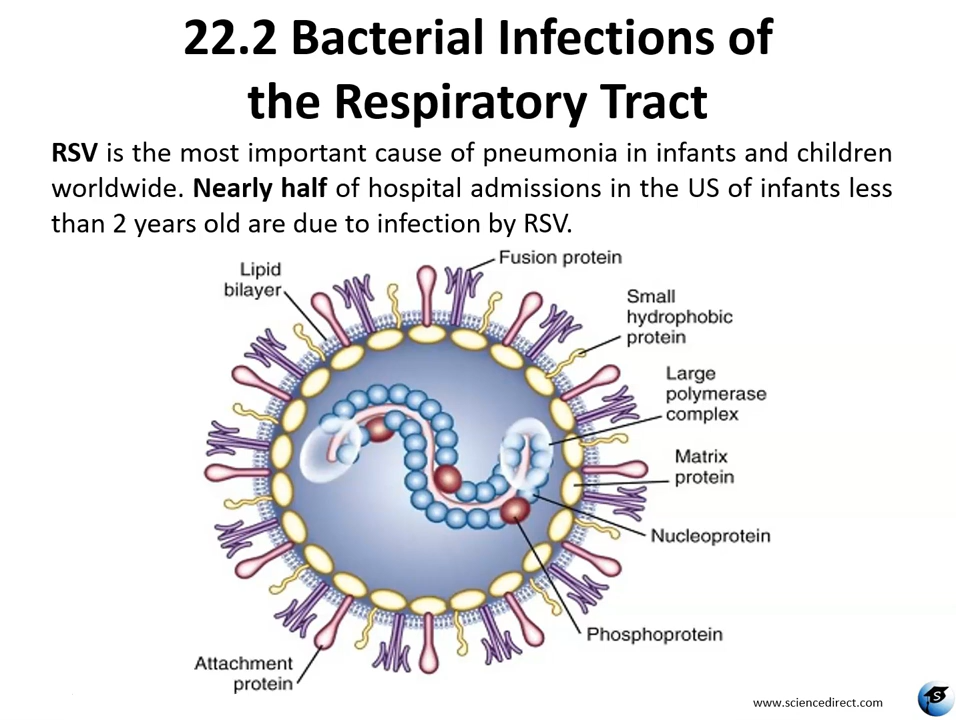 22.2 Bacterial Infections of
the Respiratory Tract
RSV is the most important cause of pneumonia in infants and children
worldwide. Nearly half of hospital admissions in the US of infants less
than 2 years old are due to infection by RSV.
Fusion protein
Lipid
bilayer
Small
hydrophobic
protein
Large
polymerase
complex
Matrix
protein
Nucleoprotein
Phosphoprotein
Attachment
protein
www.sciencedirect.com
S